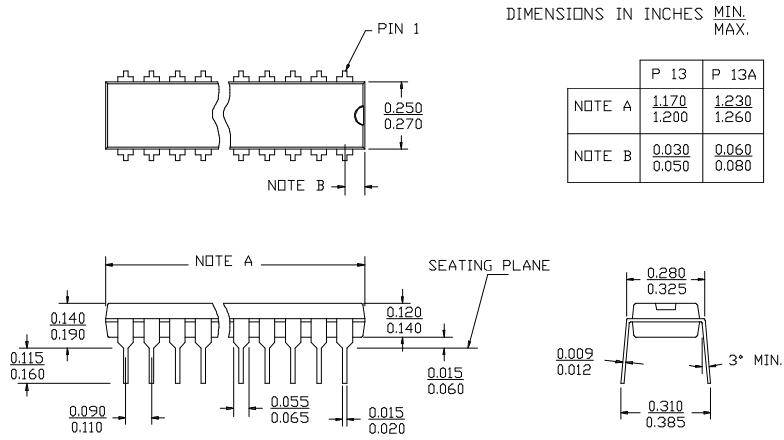 DIMENSIONS IN INCHES MIN.
MAX.
PIN 1
P 13 P 13A
NOTE A 1.170 1.230
1.200 1.260
NOTE B 0.030 0.060
0.050 0.080
0.250
0.270
NOTE B
NOTE A
SEATING PLANE
0.280
0.325
0.140
0.190
0.120
0.140
0.115
0.160
0.015
0.060
0.009
0.012
3° MIN.
0.090
0.110
0.055
0.065
0.015
0.020
0.310
0.385